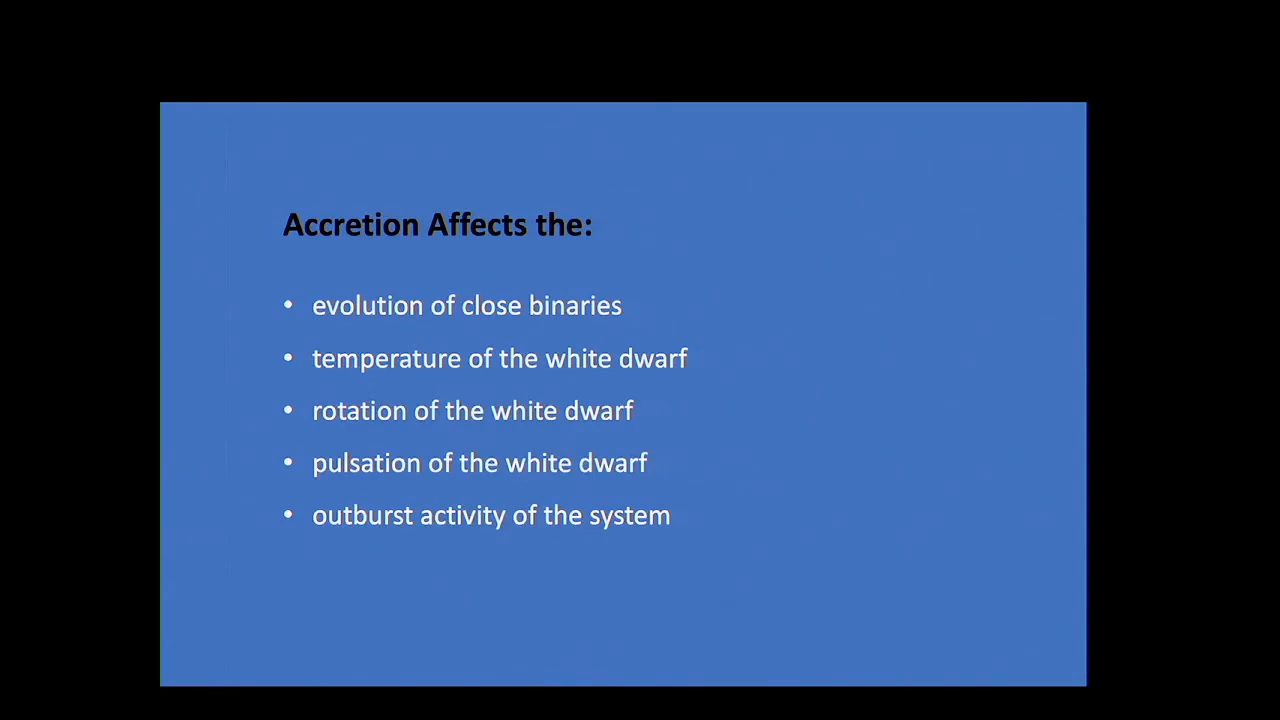 Accretion Affects the:
• evolution of close binaries
• temperature of the white dwarf
• rotation of the white dwarf
• pulsation of the white dwarf
• outburst activity of the system